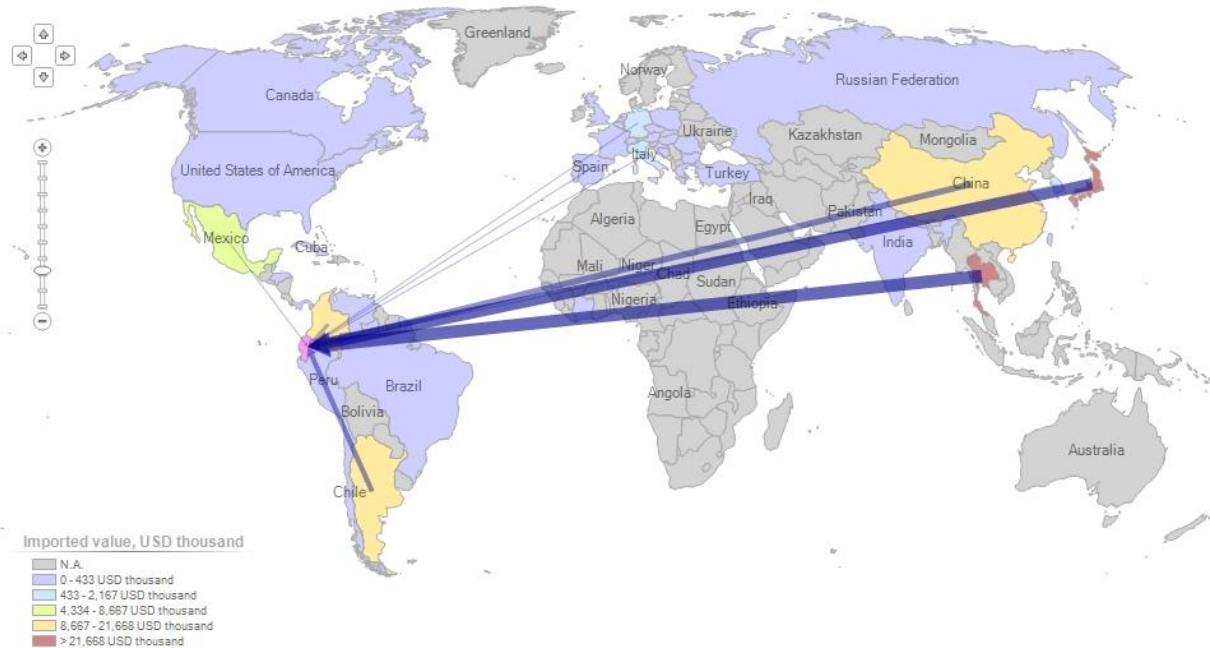 Greenland
Norway
Russian Federation
Canada
Ukraine
Kazakhstan
Mongolia
Italy
United States of America
Spain
Turkey
China
Iraq
Pakistan
Algeria
Egypt
Mexico
Cuba
India
Mali
Niger
Chad
Sudan
Nigeria
Ethiopia
Peru
Brazil
Angola
Bolivia
Australia
Chile
Imported value, USD thousand
N.A.
0 - 433 USD thousand
433 - 2,167 USD thousand
4,334 - 8,667 USD thousand
8,667 - 21,668 USD thousand
> 21,668 USD thousand